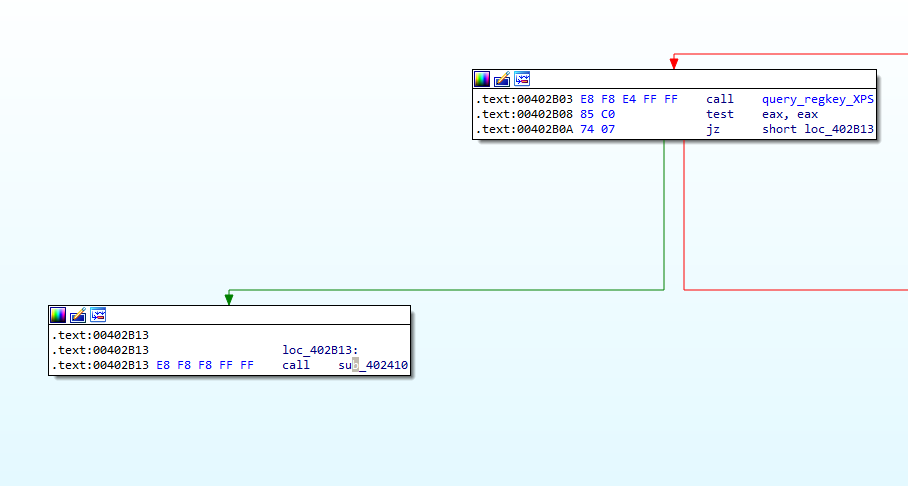 .text:00402B03 E8 F8 E4 FF FF call query_regkey_XPS
.text:00402B08 85 C0 test eax, eax
.text:00402B0A 74 07 jz short loc_402B13
.text:00402B13
.text:00402B13 loc_402B13:
.text:00402B13 E8 F8 F8 FF FF call sub_402410